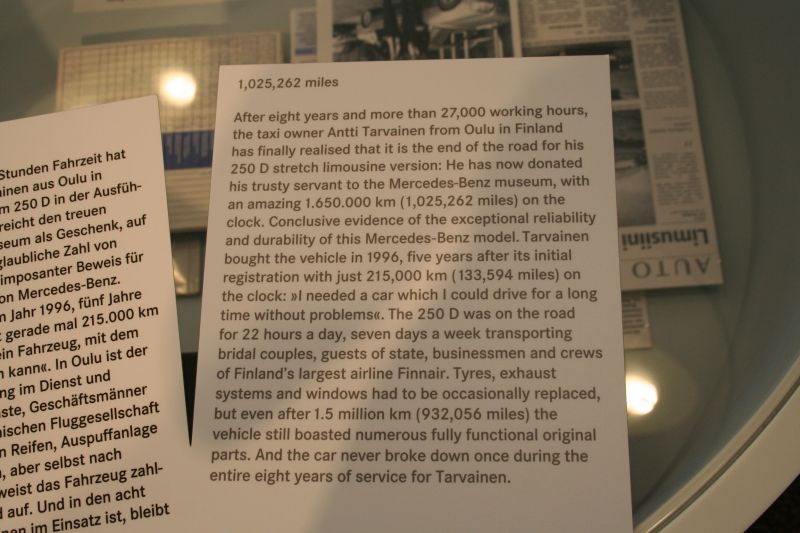 1,025,262 miles
After eight years and more than 27,000 working hours,
the taxi owner Antti Tarvainen from Oulu in Finland
has finally realised that it is the end of the road for his
250 D stretch limousine version: He has now donated
his trusty servant to the Mercedes-Benz museum, with
an amazing 1.650.000 km (1,025,262 miles) on the
clock. Conclusive evidence of the exceptional reliability
and durability of this Mercedes-Benz model. Tarvainen
bought the vehicle in 1996, five years after its initial
registration with just 215,000 km (133,594 miles) on
the clock: »I needed a car which I could drive for a long
time without problems«. The 250 D was on the road
for 22 hours a day, seven days a week transporting
bridal couples, guests of state, businessmen and crews
of Finland's largest airline Finnair. Tyres, exhaust
systems and windows had to be occasionally replaced,
but even after 1.5 million km (932,056 miles) the
vehicle still boasted numerous fully functional original
parts. And the car never broke down once during the
entire eight years of service for Tarvainen.
Stunden Fahrzeit hat
ainen aus Oulu in
m 250 D in der Ausfüh-
reicht den treuen
seum als Geschenk, auf
glaubliche Zahl von
imposanter Beweis für
on Mercedes-Benz.
m Jahr 1996, fünf Jahre
t gerade mal 215.000 km
ein Fahrzeug, mit dem
n kann«. In Oulu ist der
ng im Dienst und
äste, Geschäftsmänner
nischen Fluggesellschaft
n Reifen, Auspuffanlage
n, aber selbst nach
weist das Fahrzeug zahl-
d auf. Und in den acht
nen im Einsatz ist, bleibt
Limusiini
AUTO